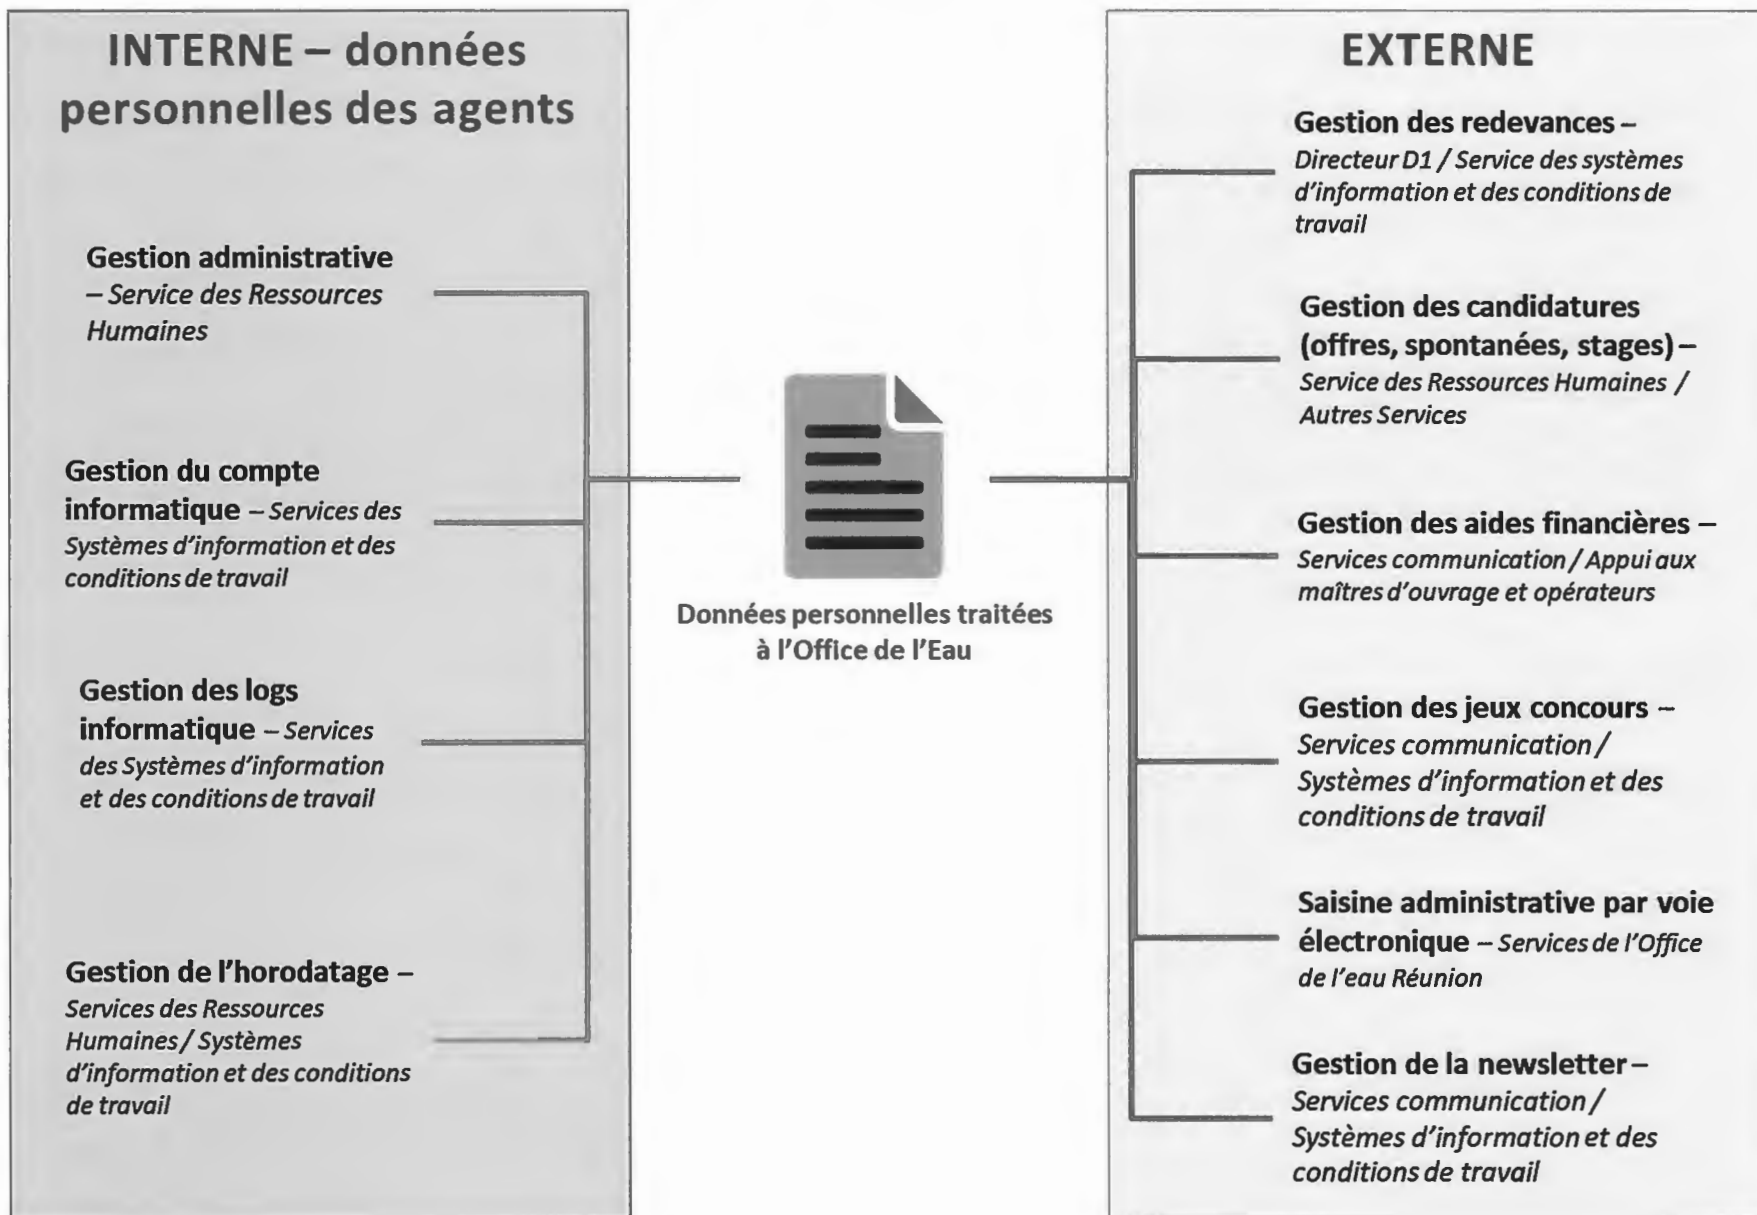 INTERNE – données
personnelles des agents
Gestion administrative
– Service des Ressources
Humaines
Gestion du compte
informatique – Services des
Systèmes d'information et des
conditions de travail
Gestion des logs
informatique – Services
des Systèmes d'information
et des conditions de travail
Gestion de l'horodatage –
Services des Ressources
Humaines / Systèmes
d'information et des conditions
de travail
Données personnelles traitées
à l'Office de l'Eau
EXTERNE
Gestion des redevances –
Directeur D1 / Service des systèmes
d'information et des conditions de
travail
Gestion des candidatures
(offres, spontanées, stages) –
Service des Ressources Humaines /
Autres Services
Gestion des aides financières –
Services communication / Appui aux
maîtres d'ouvrage et opérateurs
Gestion des jeux concours –
Services communication /
Systèmes d'information et des
conditions de travail
Saisine administrative par voie
électronique – Services de l'Office
de l'eau Réunion
Gestion de la newsletter –
Services communication /
Systèmes d'information et des
conditions de travail